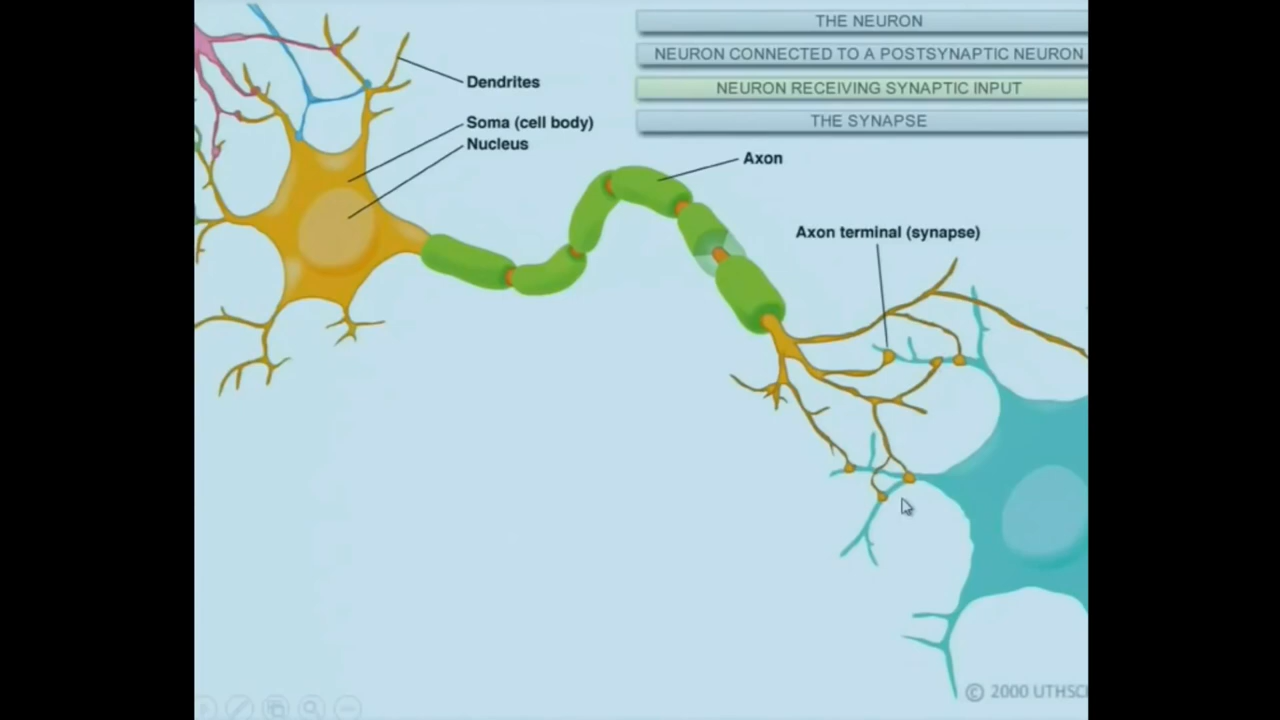 THE NEURON
NEURON CONNECTED TO A POSTSYNAPTIC NEURON
NEURON RECEIVING SYNAPTIC INPUT
THE SYNAPSE
Dendrites
Soma (cell body)
Nucleus
Axon
Axon terminal (synapse)
© 2000 UTHSC